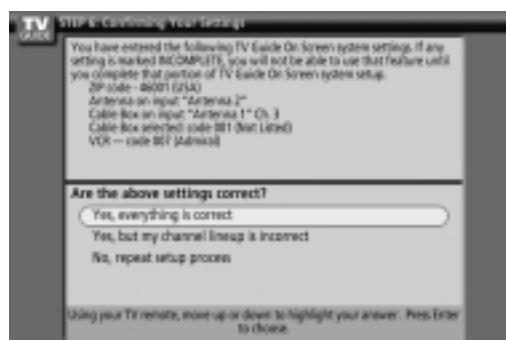 TV
GUIDE
STEP 6: Confirming Your Settings
You have entered the following TV Guide On Screen system settings. If any
setting is marked INCOMPLETE, you will not be able to use that feature until
you complete that portion of TV Guide On Screen system setup.
ZIP code - 46001 (USA)
Antenna on input "Antenna 2"
Cable Box on input "Antenna 1" Ch. 3
Cable Box selected: code 001 (Not Listed)
VCR — code 007 (Admiral)
Are the above settings correct?
Yes, everything is correct
Yes, but my channel lineup is incorrect
No, repeat setup process
Using your TV remote, move up or down to highlight your answer. Press Enter
to choose.